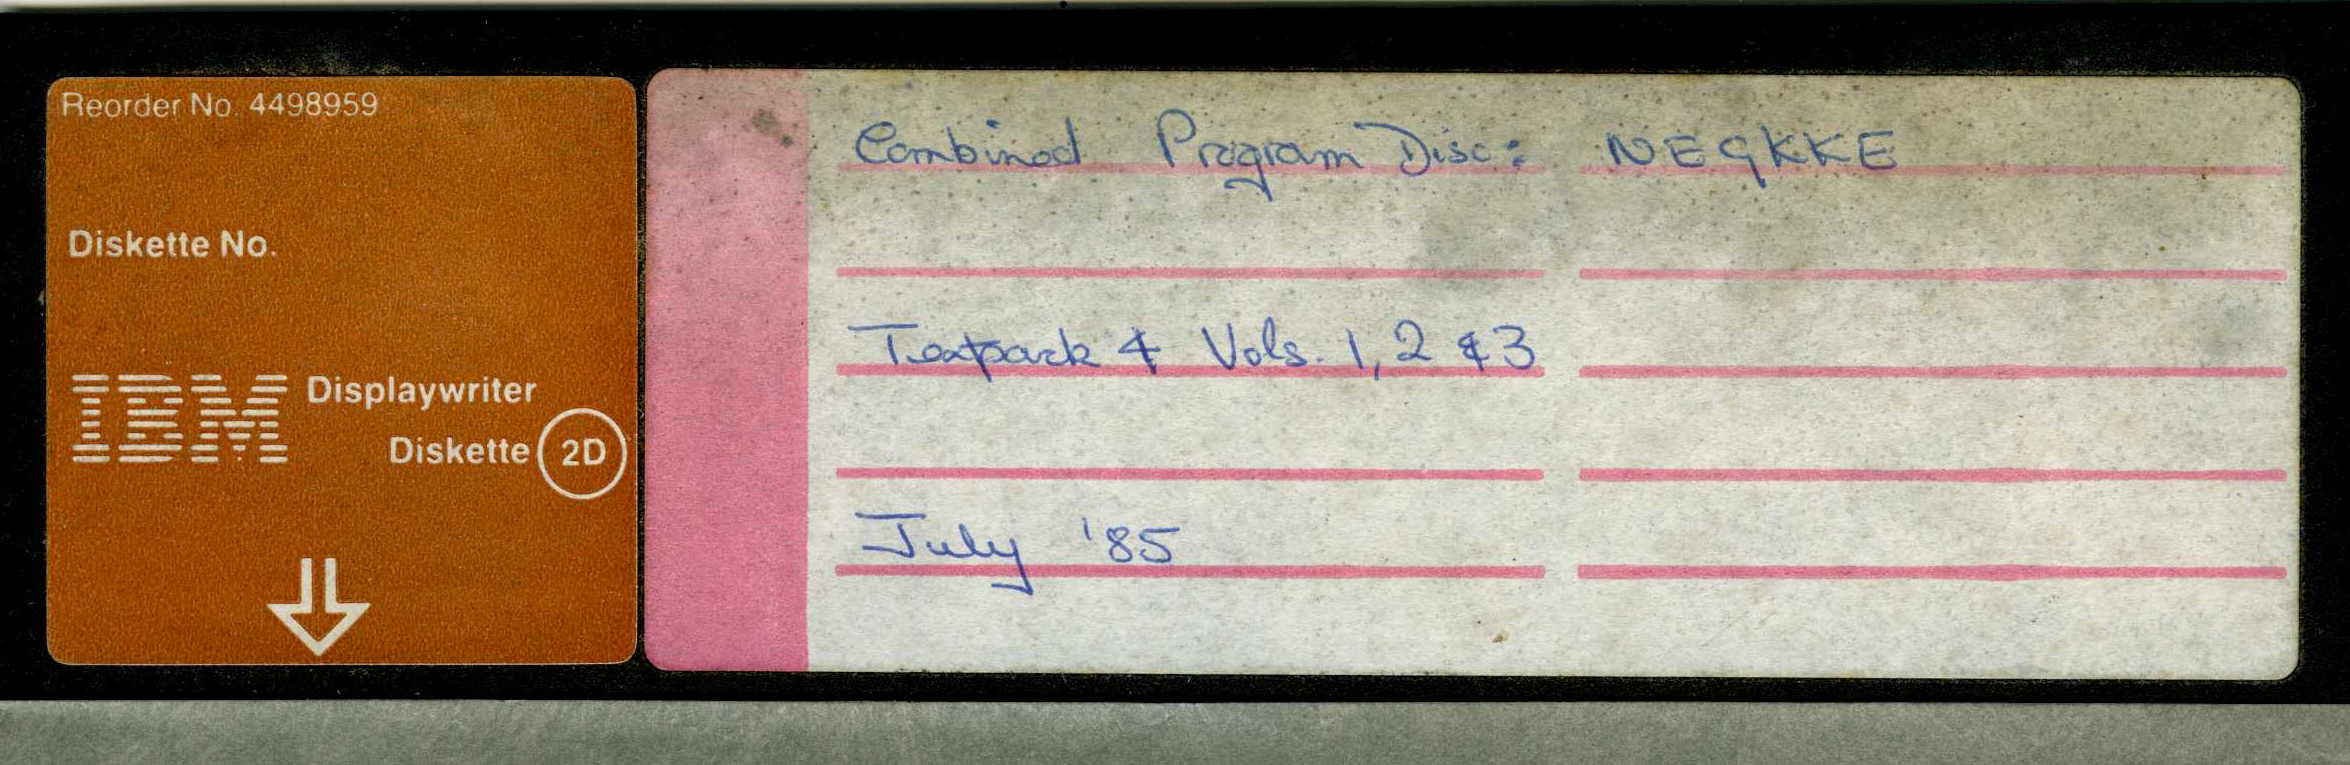 Reorder No. 4498959
Diskette No.
IBM Displaywriter
Diskette 2D
Combined Program Disc: NE9KKE
Textpack 4 Vols. 1, 2 & 3
July '85